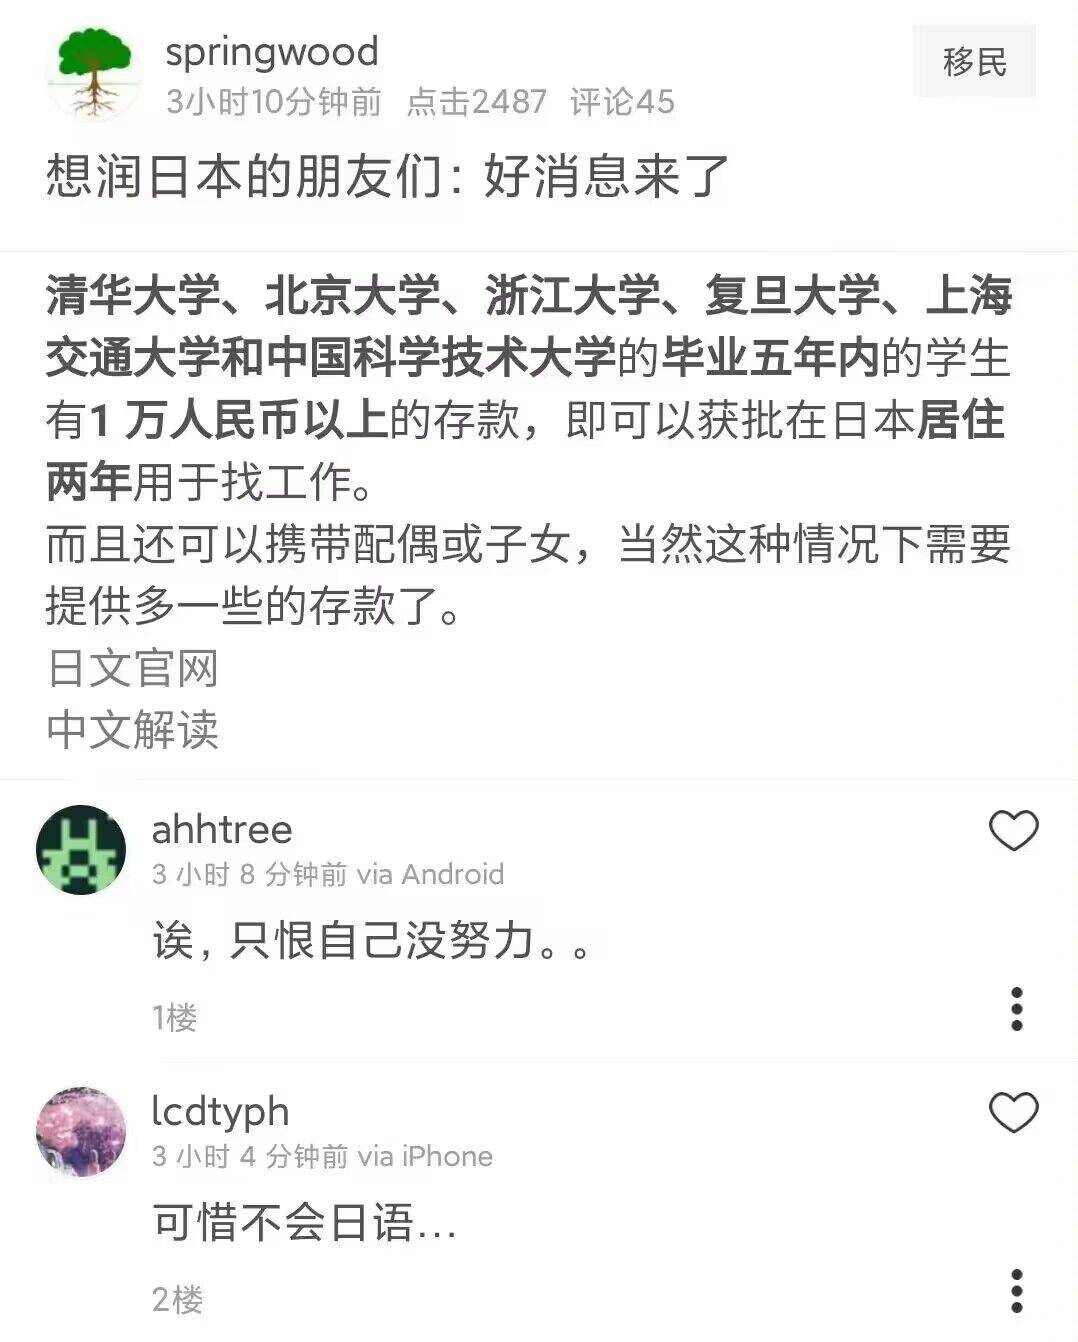 springwood
移民
3小时10分钟前 点击2487 评论45
想润日本的朋友们：好消息来了
清华大学、北京大学、浙江大学、复旦大学、上海
交通大学和中国科学技术大学的毕业五年内的学生
有1 万人民币以上的存款，即可以获批在日本居住
两年用于找工作。
而且还可以携带配偶或子女，当然这种情况下需要
提供多一些的存款了。
日文官网
中文解读
ahhtree
3 小时 8 分钟前 via Android
诶，只恨自己没努力。。
1楼
lcdtyph
3 小时 4 分钟前 via iPhone
可惜不会日语...
2楼